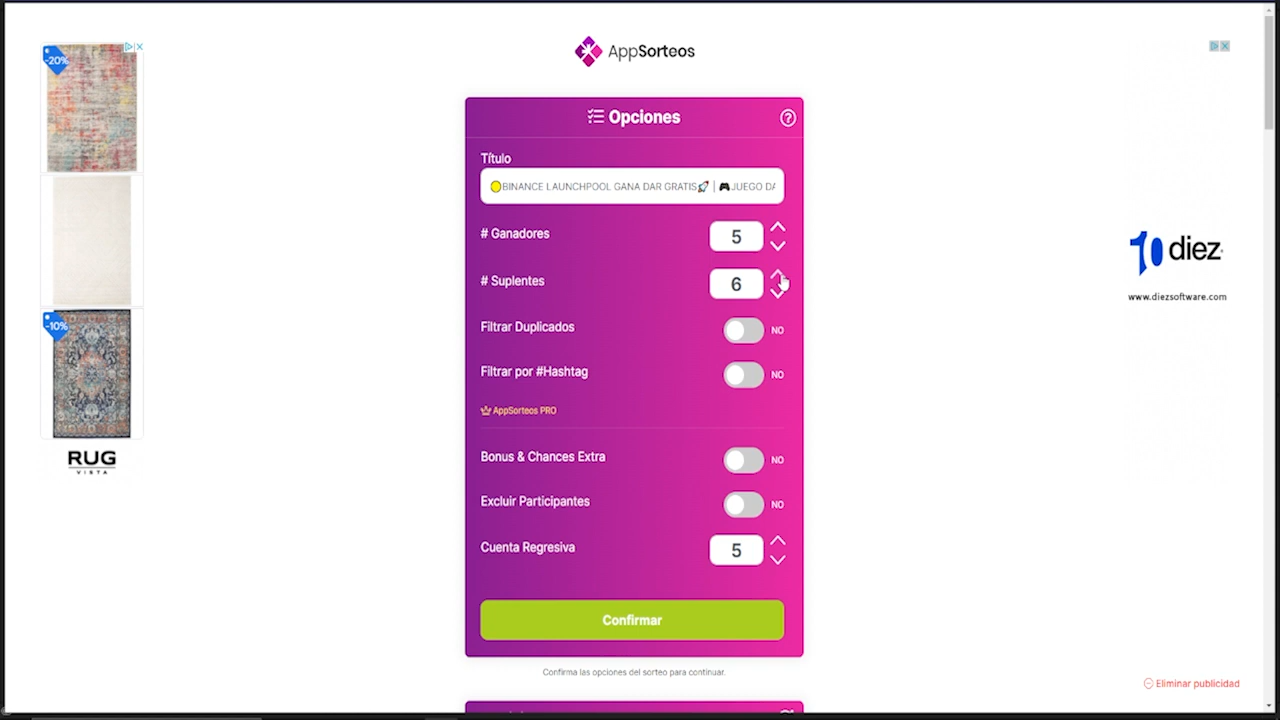 AppSorteos
-20%
Opciones
?
Título
BINANCE LAUNCHPOOL GANA DAR GRATIS🚀 | 🎮JUEGO DA
# Ganadores
5
# Suplentes
6
Filtrar Duplicados
NO
Filtrar por #Hashtag
NO
AppSorteos PRO
Bonus & Chances Extra
NO
Excluir Participantes
NO
Cuenta Regresiva
5
Confirmar
Confirma las opciones del sorteo para continuar.
-10%
RUG
VISTA
10 diez
www.diezsoftware.com
Eliminar publicidad